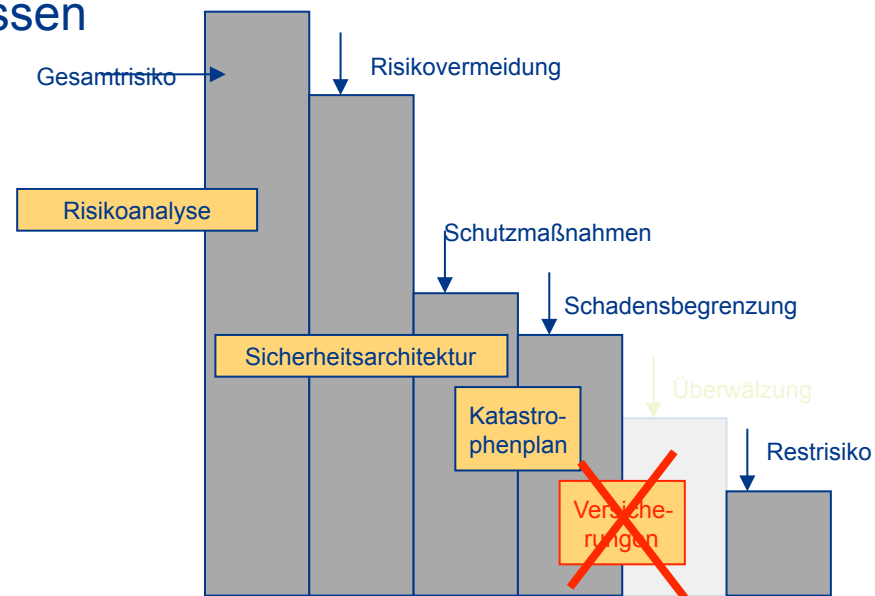 ssen
Gesamtrisiko
Risikovermeidung
Risikoanalyse
Schutzmaßnahmen
Schadensbegrenzung
Sicherheitsarchitektur
Überwälzung
Katastro-
phenplan
Restrisiko
Versiche-
rungen